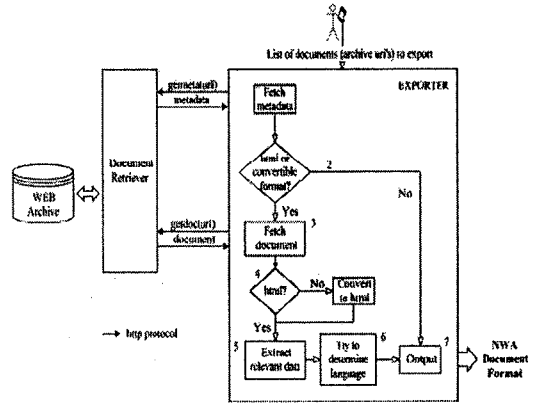 List of documents (archive uri's) to export
EXPORTER
getmeta(uri)
metadata
Fetch
metadata
Document
Retriever
WEB
Archive
html or
convertible
format?
2
No
Yes
3
getdoc(uri)
document
Fetch
document
4
html?
No
Convert
to html
http protocol
Yes
5
Extract
relevant data
6
Try to
determine
language
7
Output
NWA
Document
Format